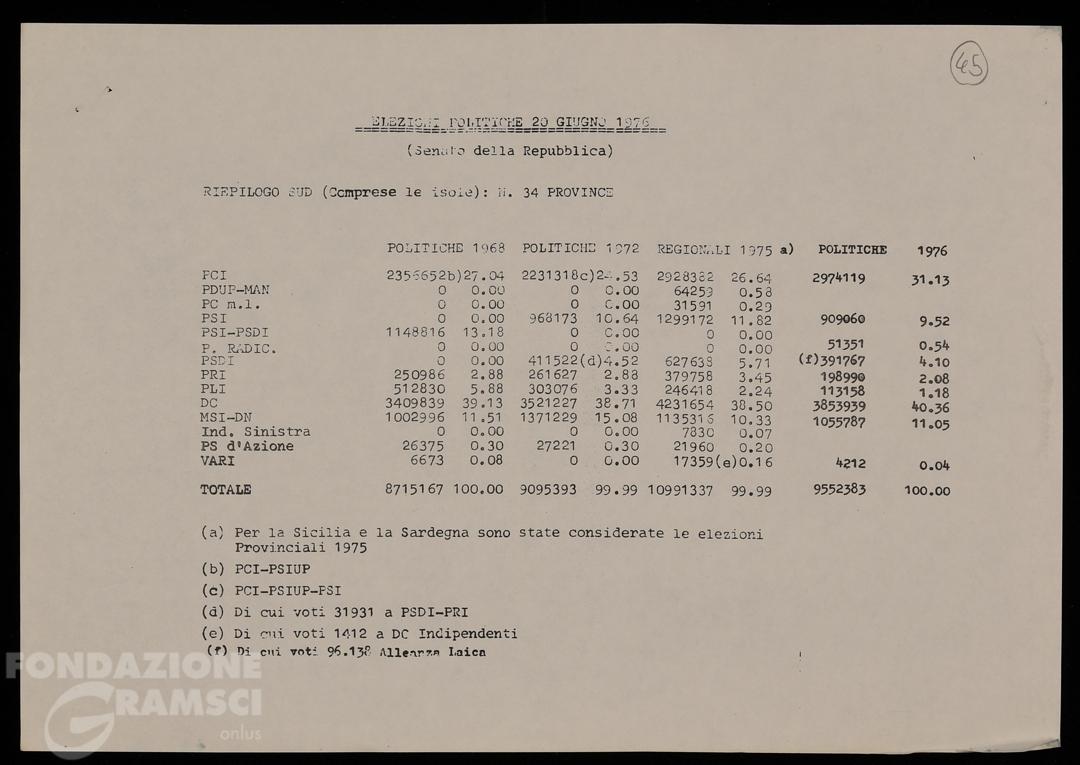 45
ELEZIONI POLITICHE 20 GIUGNO 1976
(Senato della Repubblica)
RIEPILOGO SUD (Comprese le isole): N. 34 PROVINCE
POLITICHE 1968 POLITICHE 1972 REGIONALI 1975 a) POLITICHE 1976
PCI 2356652b)27.04 2231318c)24.53 2928382 26.64 2974119 31.13
PDUP-MAN 0 0.00 0 0.00 64259 0.58
PC m.l. 0 0.00 0 0.00 31591 0.29
PSI 0 0.00 968173 10.64 1299172 11.82 909060 9.52
PSI-PSDI 1148816 13.18 0 0.00 0 0.00
P. RADIC. 0 0.00 0 0.00 0 0.00 51351 0.54
PSDI 0 0.00 411522(d)4.52 627638 5.71 (f)391767 4.10
PRI 250986 2.88 261627 2.88 379758 3.45 198990 2.08
PLI 512830 5.88 303076 3.33 246418 2.24 113158 1.18
DC 3409839 39.13 3521227 38.71 4231654 38.50 3853939 40.36
MSI-DN 1002996 11.51 1371229 15.08 1135316 10.33 1055787 11.05
Ind. Sinistra 0 0.00 0 0.00 7830 0.07
PS d'Azione 26375 0.30 27221 0.30 21960 0.20
VARI 6673 0.08 0 0.00 17359(e)0.16 4212 0.04
TOTALE 8715167 100.00 9095393 99.99 10991337 99.99 9552383 100.00
(a) Per la Sicilia e la Sardegna sono state considerate le elezioni
Provinciali 1975
(b) PCI-PSIUP
(c) PCI-PSIUP-PSI
(d) Di cui voti 31931 a PSDI-PRI
(e) Di cui voti 1412 a DC Indipendenti
(f) Di cui voti 96.138 Alleanza Laica
FONDAZIONE
GRAMSCI
onlus